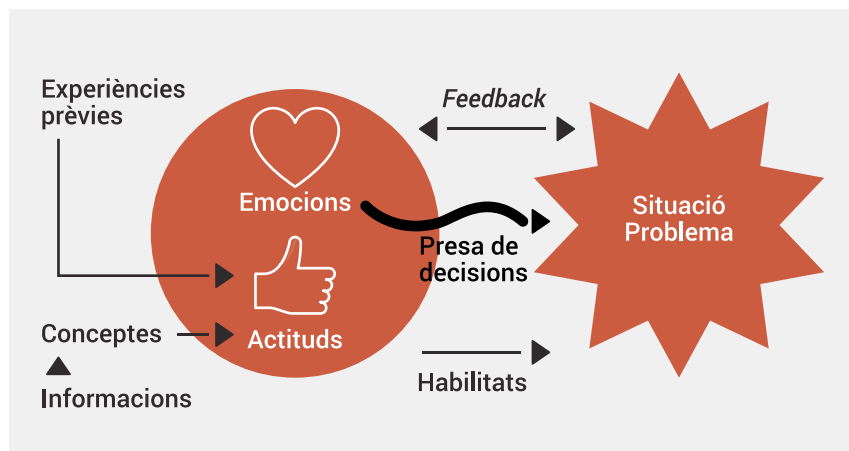 Experiències
prèvies
Feedback
Emocions
Situació
Problema
Presa de
decisions
Conceptes
Actituds
Habilitats
Informacions